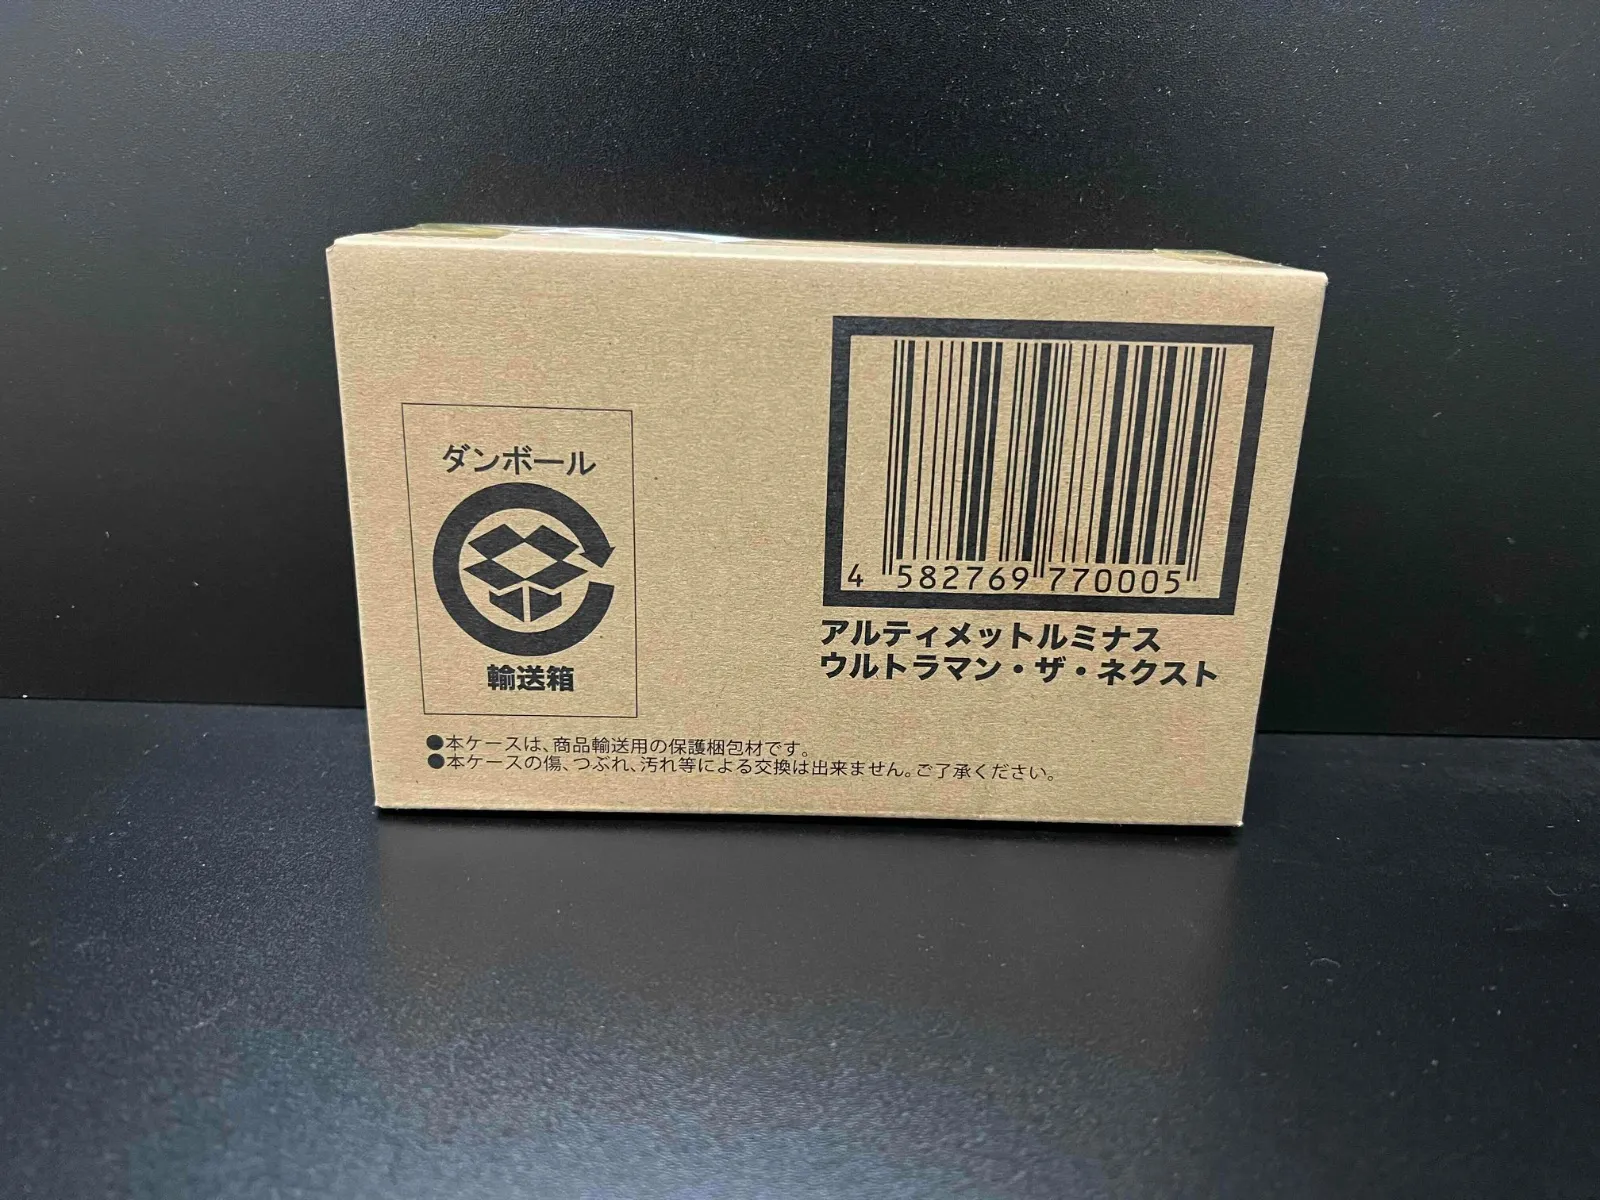 ダンボール
輸送箱
4 582769 770005
アルティメットルミナス
ウルトラマン・ザ・ネクスト
●本ケースは、商品輸送用の保護梱包材です。
●本ケースの傷、つぶれ、汚れ等による交換は出来ません。ご了承ください。